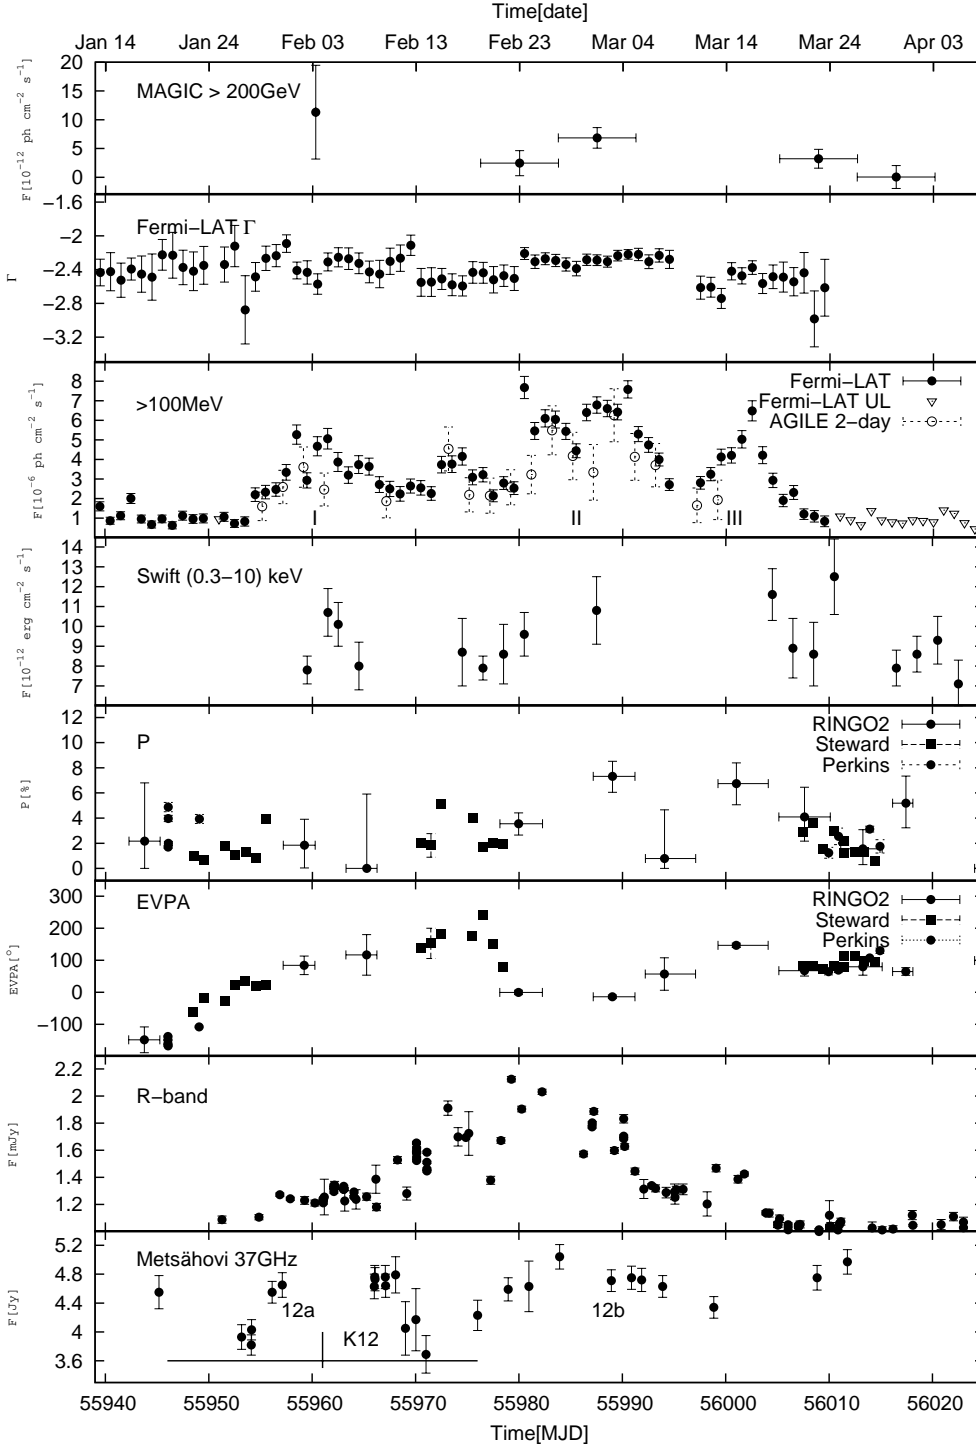 Time[date]
Jan 14 Jan 24 Feb 03 Feb 13 Feb 23 Mar 04 Mar 14 Mar 24 Apr 03
MAGIC > 200GeV
F[10⁻¹² ph cm⁻² s⁻¹]
20
15
10
5
0
Fermi−LAT Γ
Γ
−1.6
−2
−2.4
−2.8
−3.2
>100MeV
F[10⁻⁶ ph cm⁻² s⁻¹]
8
7
6
5
4
3
2
1
Fermi−LAT
Fermi−LAT UL
AGILE 2−day
I II III
Swift (0.3−10) keV
F[10⁻¹² erg cm⁻² s⁻¹]
14
13
12
11
10
9
8
7
P
P[%]
12
10
8
6
4
2
0
RINGO2
Steward
Perkins
EVPA
EVPA[°]
300
200
100
0
−100
RINGO2
Steward
Perkins
R−band
F[mJy]
2.2
2
1.8
1.6
1.4
1.2
Metsähovi 37GHz
F[Jy]
5.2
4.8
4.4
4
3.6
12a 12b
K12
55940 55950 55960 55970 55980 55990 56000 56010 56020
Time[MJD]